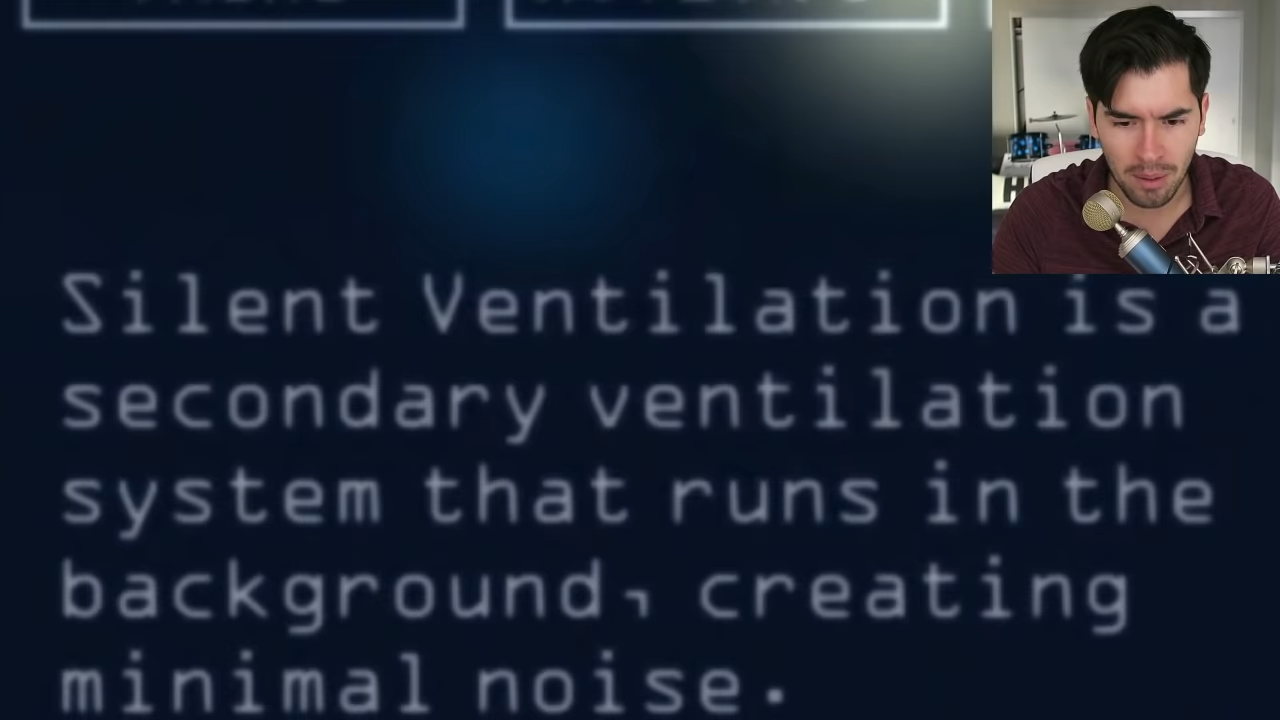 Silent Ventilation is a
secondary ventilation
system that runs in the
background, creating
minimal noise.